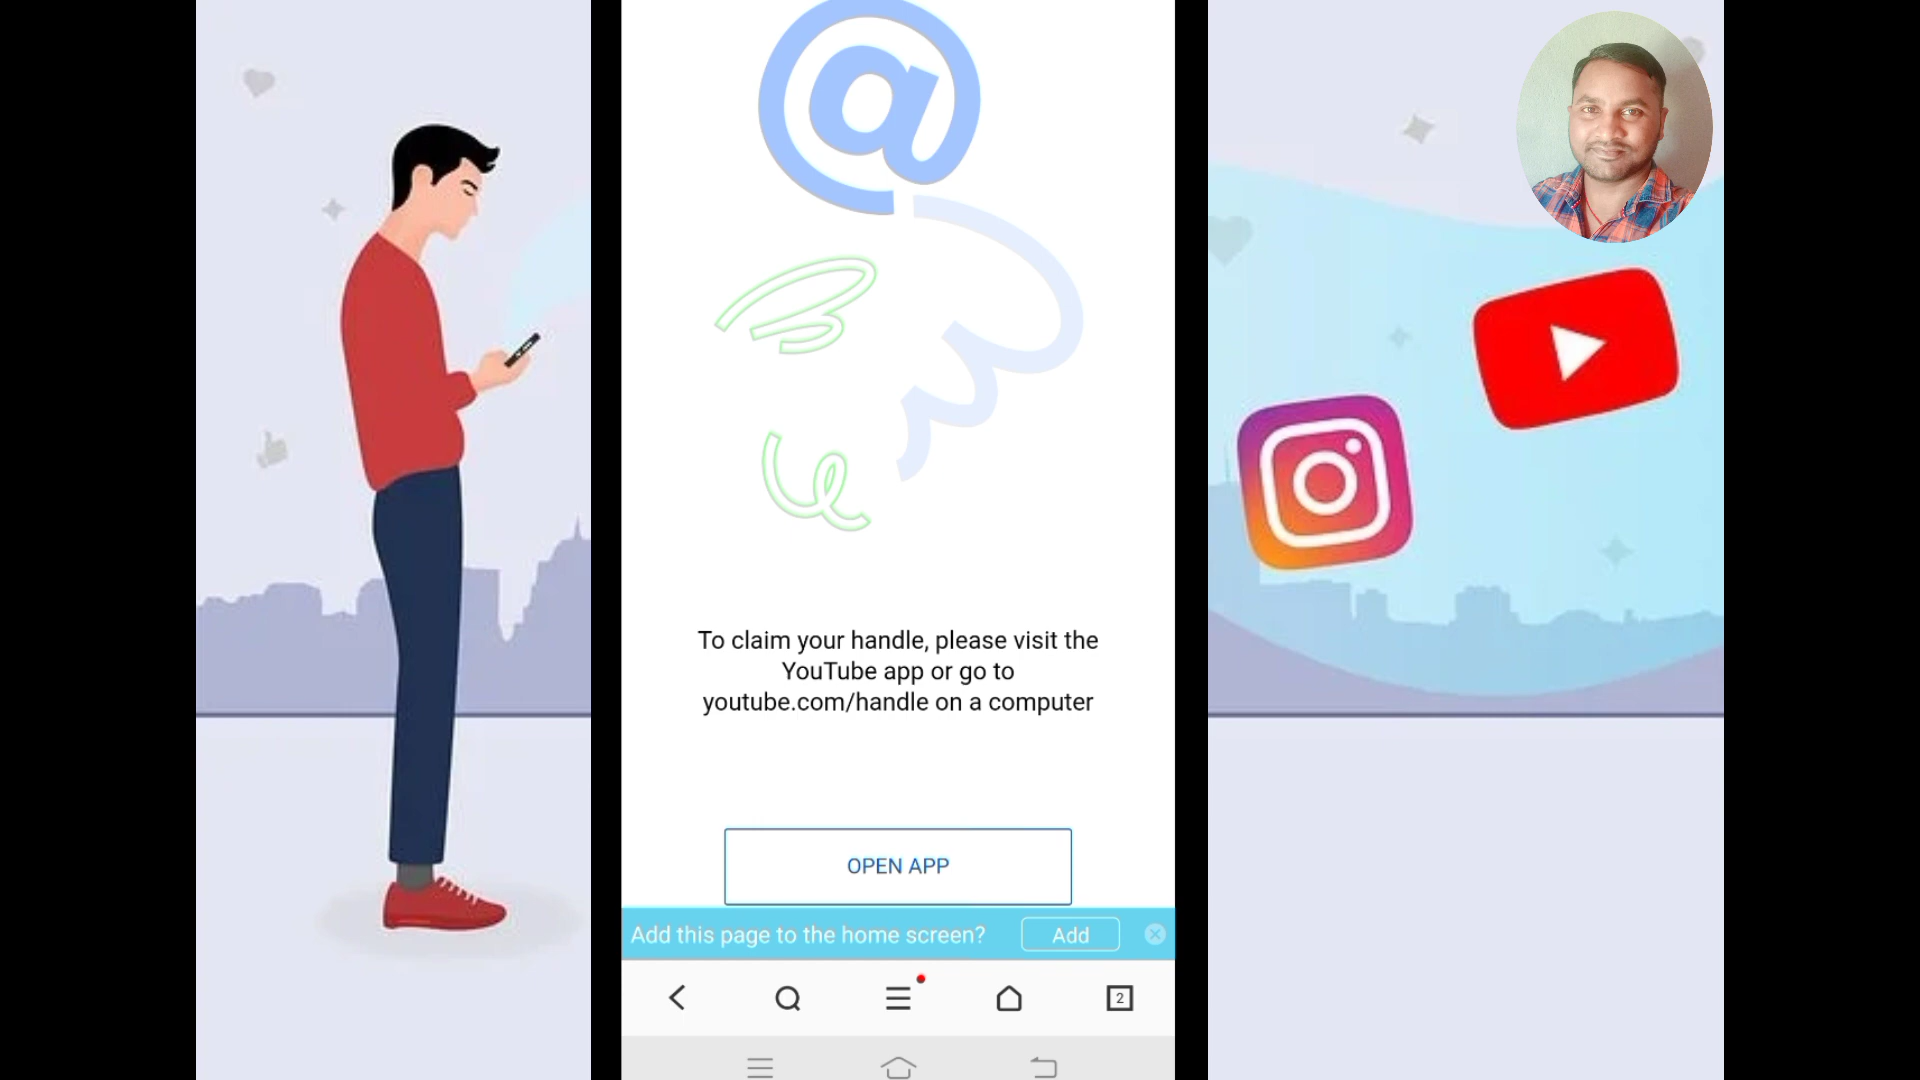 @
To claim your handle, please visit the
YouTube app or go to
youtube.com/handle on a computer
OPEN APP
Add this page to the home screen?
Add
2